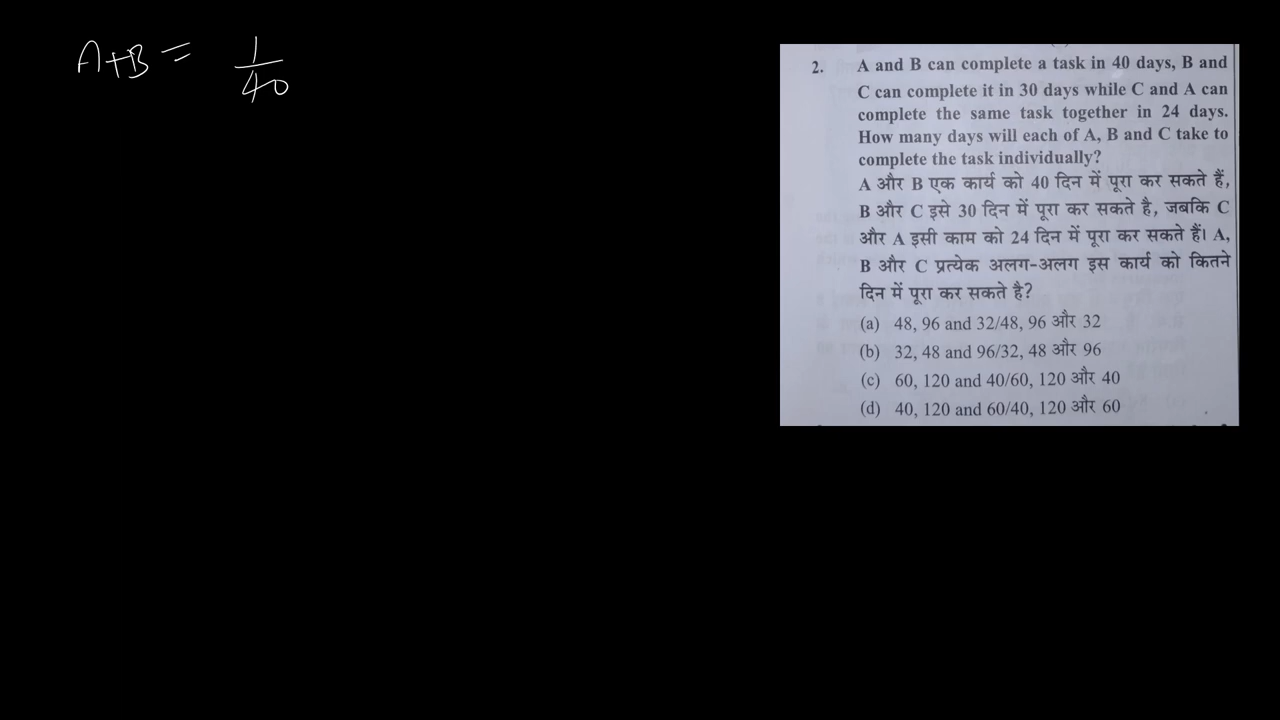 A+B = 1/40
2. A and B can complete a task in 40 days, B and
C can complete it in 30 days while C and A can
complete the same task together in 24 days.
How many days will each of A, B and C take to
complete the task individually?
A और B एक कार्य को 40 दिन में पूरा कर सकते हैं,
B और C इसे 30 दिन में पूरा कर सकते है, जबकि C
और A इसी काम को 24 दिन में पूरा कर सकते हैं। A,
B और C प्रत्येक अलग-अलग इस कार्य को कितने
दिन में पूरा कर सकते है?
(a) 48, 96 and 32/48, 96 और 32
(b) 32, 48 and 96/32, 48 और 96
(c) 60, 120 and 40/60, 120 और 40
(d) 40, 120 and 60/40, 120 और 60